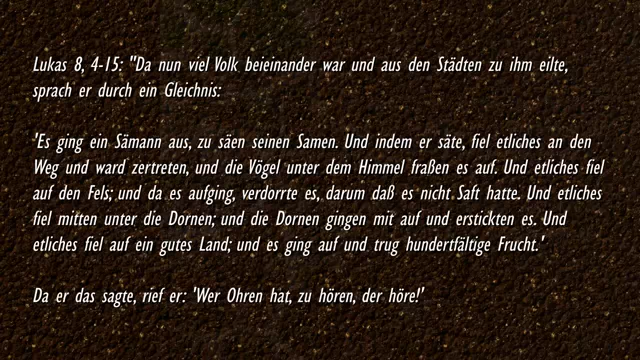 Lukas 8, 4-15: "Da nun viel Volk beieinander war und aus den Städten zu ihm eilte,
sprach er durch ein Gleichnis:
'Es ging ein Sämann aus, zu säen seinen Samen. Und indem er säte, fiel etliches an den
Weg und ward zertreten, und die Vögel unter dem Himmel fraßen es auf. Und etliches fiel
auf den Fels; und da es aufging, verdorrte es, darum daß es nicht Saft hatte. Und etliches
fiel mitten unter die Dornen; und die Dornen gingen mit auf und erstickten es. Und
etliches fiel auf ein gutes Land; und es ging auf und trug hundertfältige Frucht.'
Da er das sagte, rief er: 'Wer Ohren hat, zu hören, der höre!'